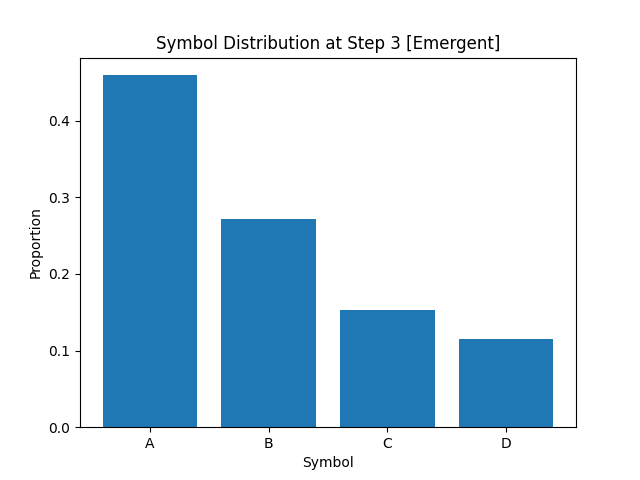 Symbol Distribution at Step 3 [Emergent]
Proportion
0.4
0.3
0.2
0.1
0.0
A B C D
Symbol